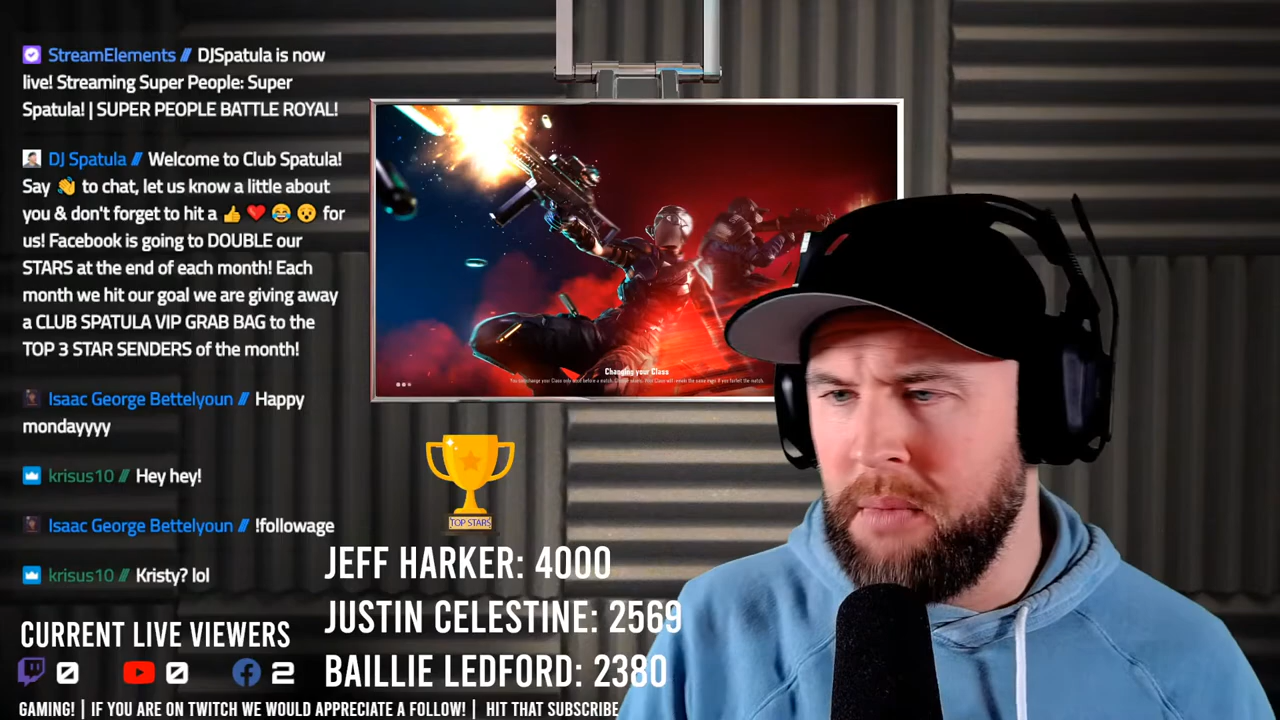 StreamElements // DJSpatula is now
live! Streaming Super People: Super
Spatula! | SUPER PEOPLE BATTLE ROYAL!
DJ Spatula // Welcome to Club Spatula!
Say 👋 to chat, let us know a little about
you & don't forget to hit a 👍 ❤️ 😂 😮 for
us! Facebook is going to DOUBLE our
STARS at the end of each month! Each
month we hit our goal we are giving away
a CLUB SPATULA VIP GRAB BAG to the
TOP 3 STAR SENDERS of the month!
Isaac George Bettelyoun // Happy
mondayyyy
krisus10 // Hey hey!
Isaac George Bettelyoun // !followage
krisus10 // Kristy? lol
CURRENT LIVE VIEWERS
0 0 2
Changing your Class
TOP STARS
JEFF HARKER: 4000
JUSTIN CELESTINE: 2569
BAILLIE LEDFORD: 2380
GAMING! | IF YOU ARE ON TWITCH WE WOULD APPRECIATE A FOLLOW! | HIT THAT SUBSCRIBE